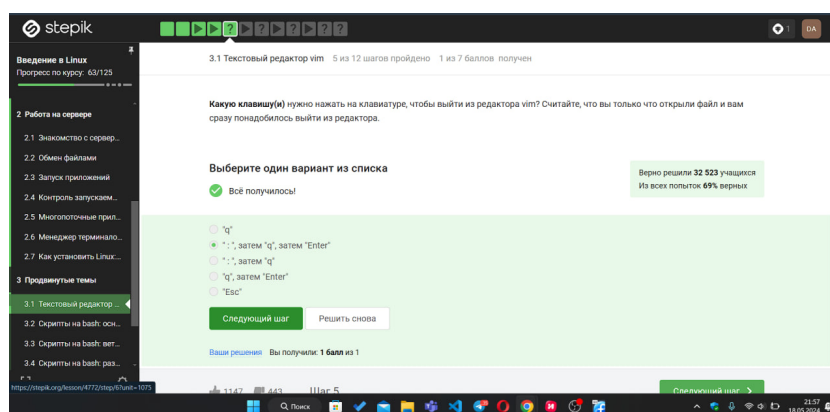 stepik
1
DA
Введение в Linux
Прогресс по курсу: 63/125
3.1 Текстовый редактор vim 5 из 12 шагов пройдено 1 из 7 баллов получен
Какую клавишу(и) нужно нажать на клавиатуре, чтобы выйти из редактора vim? Считайте, что вы только что открыли файл и вам
сразу понадобилось выйти из редактора.
2 Работа на сервере
2.1 Знакомство с сервер...
2.2 Обмен файлами
2.3 Запуск приложений
2.4 Контроль запускаем...
2.5 Многопоточные прил...
2.6 Менеджер терминало...
2.7 Как установить Linux:...
3 Продвинутые темы
3.1 Текстовый редактор ...
3.2 Скрипты на bash: осн...
3.3 Скрипты на bash: вет...
3.4 Скрипты на bash: раз...
Выберите один вариант из списка
Всё получилось!
Верно решили 32 523 учащихся
Из всех попыток 69% верных
"q"
" : ", затем "q", затем "Enter"
" : ", затем "q"
"q", затем "Enter"
"Esc"
Следующий шаг
Решить снова
Ваши решения Вы получили: 1 балл из 1
https://stepik.org/lesson/4772/step/6?unit=1075
1147
443
Шаг 5
Следующий шаг
Поиск
21:57
18.05.2024